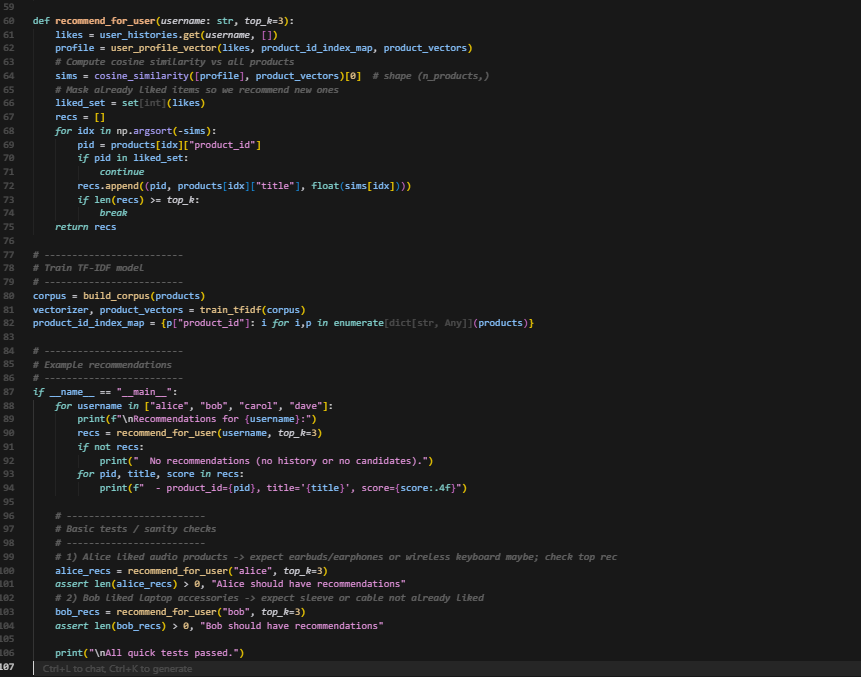 59
60 def recommend_for_user(username: str, top_k=3):
61     likes = user_histories.get(username, [])
62     profile = user_profile_vector(likes, product_id_index_map, product_vectors)
63     # Compute cosine similarity vs all products
64     sims = cosine_similarity([profile], product_vectors)[0]  # shape (n_products,)
65     # Mask already liked items so we recommend new ones
66     liked_set = set[int](likes)
67     recs = []
68     for idx in np.argsort(-sims):
69         pid = products[idx]["product_id"]
70         if pid in liked_set:
71             continue
72         recs.append((pid, products[idx]["title"], float(sims[idx])))
73         if len(recs) >= top_k:
74             break
75     return recs
76
77 # -------------------------
78 # Train TF-IDF model
79 # -------------------------
80 corpus = build_corpus(products)
81 vectorizer, product_vectors = train_tfidf(corpus)
82 product_id_index_map = {p["product_id"]: i for i,p in enumerate[dict[str, Any]](products)}
83
84 # -------------------------
85 # Example recommendations
86 # -------------------------
87 if __name__ == "__main__":
88     for username in ["alice", "bob", "carol", "dave"]:
89         print(f"\nRecommendations for {username}:")
90         recs = recommend_for_user(username, top_k=3)
91         if not recs:
92             print("  No recommendations (no history or no candidates).")
93         for pid, title, score in recs:
94             print(f"  - product_id={pid}, title='{title}', score={score:.4f}")
95
96     # -------------------------
97     # Basic tests / sanity checks
98     # -------------------------
99     # 1) Alice liked audio products -> expect earbuds/earphones or wireless keyboard maybe; check top rec
100     alice_recs = recommend_for_user("alice", top_k=3)
101     assert len(alice_recs) > 0, "Alice should have recommendations"
102     # 2) Bob liked laptop accessories -> expect sleeve or cable not already liked
103     bob_recs = recommend_for_user("bob", top_k=3)
104     assert len(bob_recs) > 0, "Bob should have recommendations"
105
106     print("\nAll quick tests passed.")
107 Ctrl+L to chat, Ctrl+K to generate